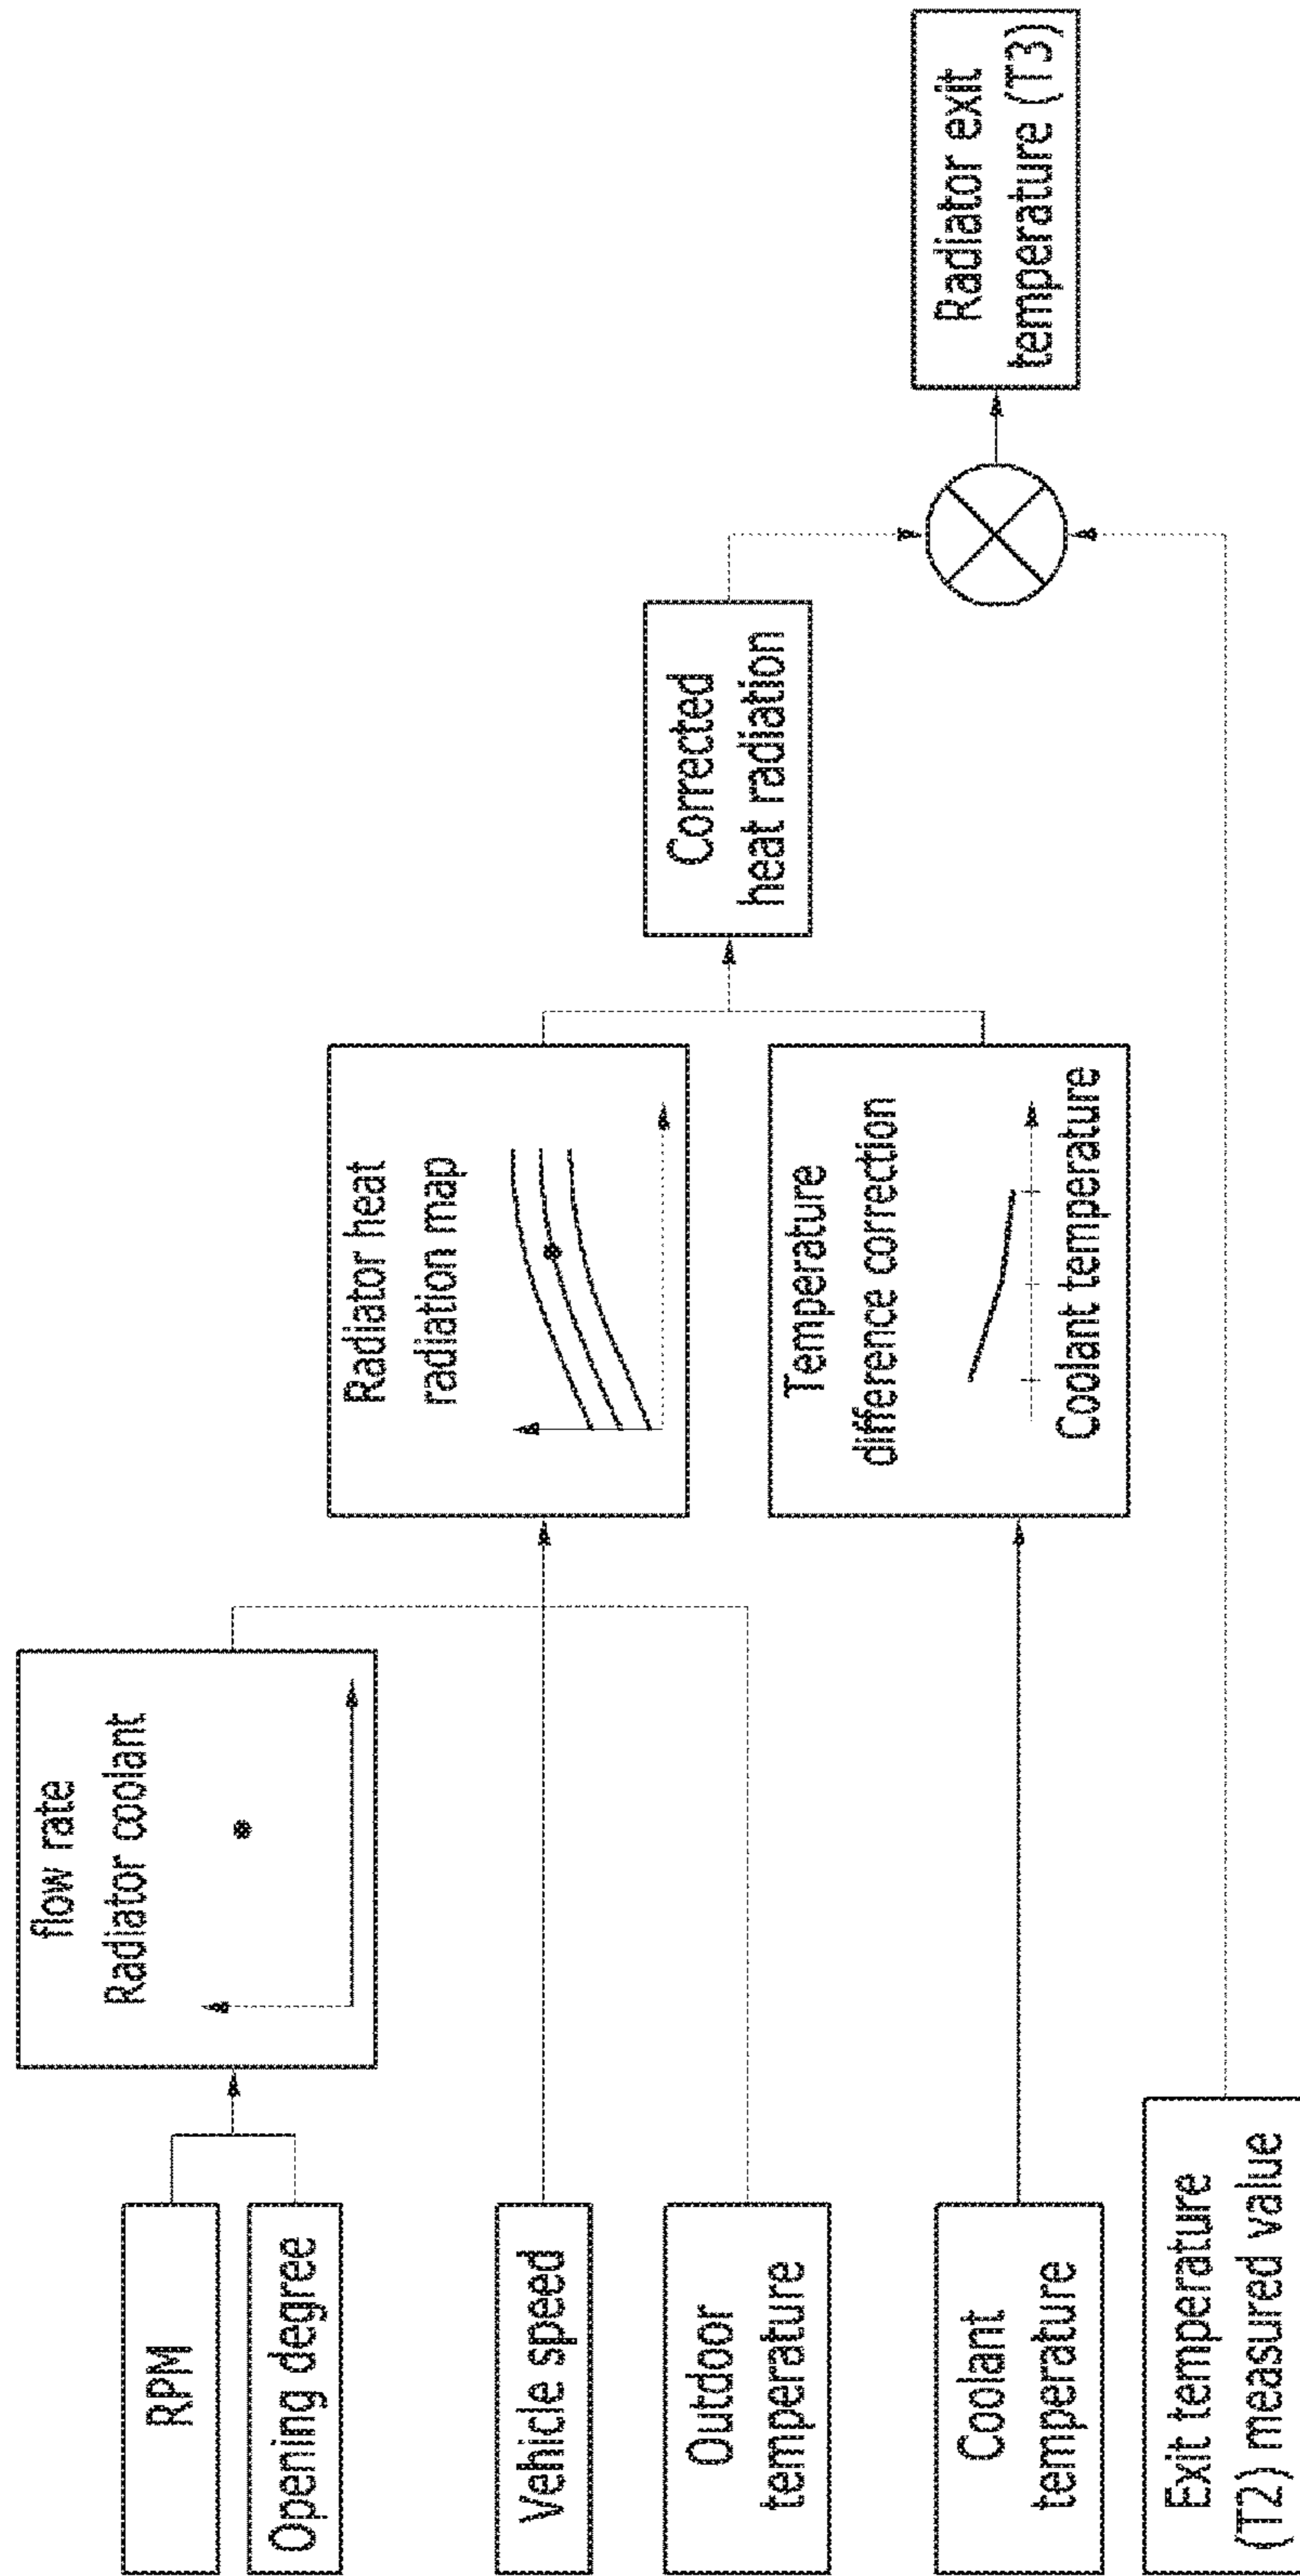 RPM
Opening degree
Vehicle speed
Outdoor
temperature
Coolant
temperature
Exit temperature
(T2) measured value
flow rate
Radiator coolant
Radiator heat
radiation map
Temperature
difference correction
Coolant temperature
Corrected
heat radiation
Radiator exit
temperature (T3)